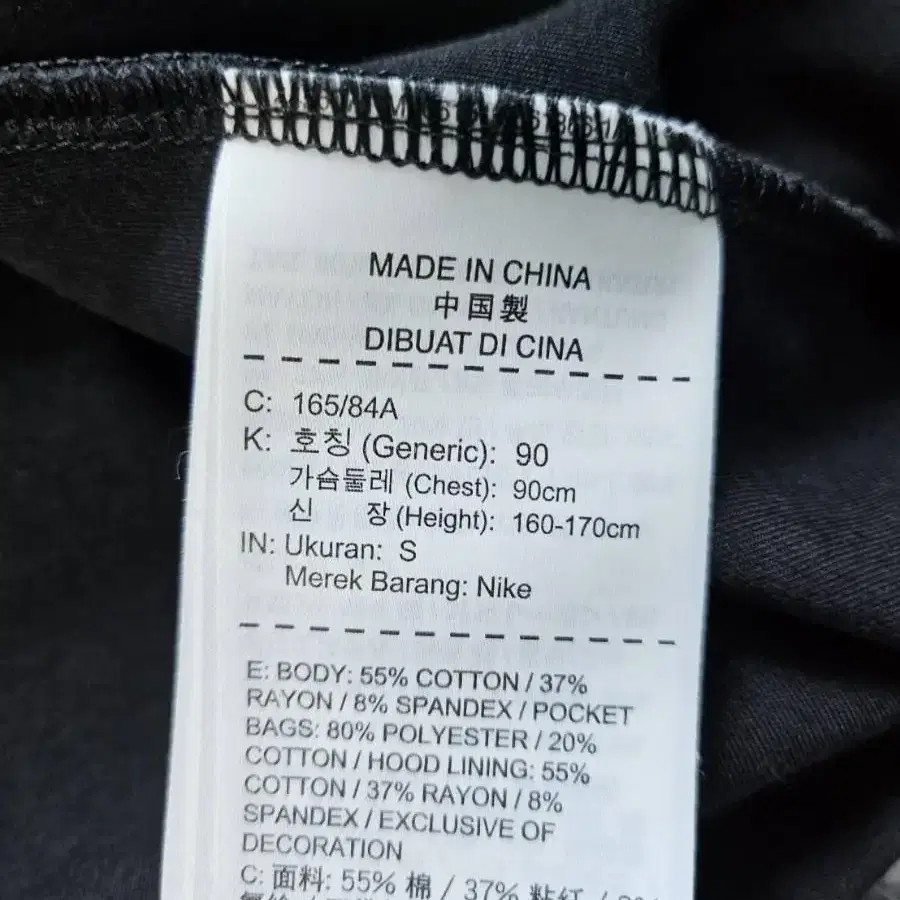 MADE IN CHINA
中国製
DIBUAT DI CINA
C: 165/84A
K: 호칭 (Generic): 90
가슴둘레 (Chest): 90cm
신 장 (Height): 160-170cm
IN: Ukuran: S
Merek Barang: Nike
E: BODY: 55% COTTON / 37%
RAYON / 8% SPANDEX / POCKET
BAGS: 80% POLYESTER / 20%
COTTON / HOOD LINING: 55%
COTTON / 37% RAYON / 8%
SPANDEX / EXCLUSIVE OF
DECORATION
C: 面料: 55% 棉 / 37% 粘纤 /